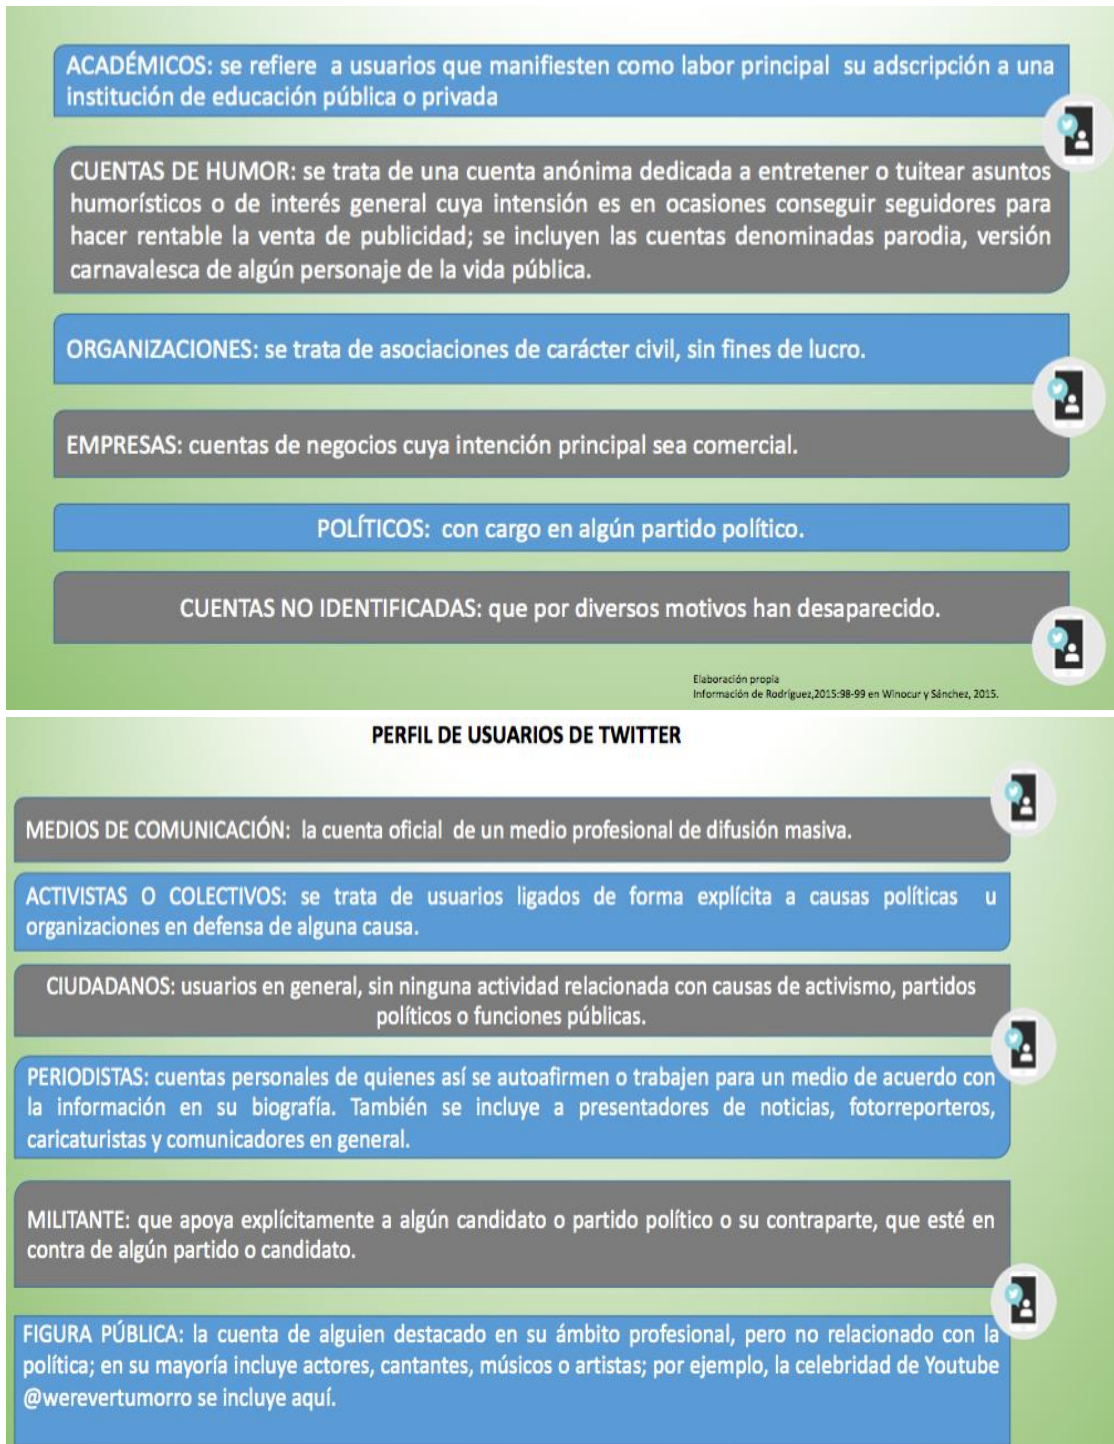 ACADÉMICOS: se refiere a usuarios que manifiesten como labor principal su adscripción a una
institución de educación pública o privada
CUENTAS DE HUMOR: se trata de una cuenta anónima dedicada a entretener o tuitear asuntos
humorísticos o de interés general cuya intensión es en ocasiones conseguir seguidores para
hacer rentable la venta de publicidad; se incluyen las cuentas denominadas parodia, versión
carnavalesca de algún personaje de la vida pública.
ORGANIZACIONES: se trata de asociaciones de carácter civil, sin fines de lucro.
EMPRESAS: cuentas de negocios cuya intención principal sea comercial.
POLÍTICOS: con cargo en algún partido político.
CUENTAS NO IDENTIFICADAS: que por diversos motivos han desaparecido.
Elaboración propia
Información de Rodríguez,2015:98-99 en Winocur y Sánchez, 2015.
PERFIL DE USUARIOS DE TWITTER
MEDIOS DE COMUNICACIÓN: la cuenta oficial de un medio profesional de difusión masiva.
ACTIVISTAS O COLECTIVOS: se trata de usuarios ligados de forma explícita a causas políticas u
organizaciones en defensa de alguna causa.
CIUDADANOS: usuarios en general, sin ninguna actividad relacionada con causas de activismo, partidos
políticos o funciones públicas.
PERIODISTAS: cuentas personales de quienes así se autoafirmen o trabajen para un medio de acuerdo con
la información en su biografía. También se incluye a presentadores de noticias, fotorreporteros,
caricaturistas y comunicadores en general.
MILITANTE: que apoya explícitamente a algún candidato o partido político o su contraparte, que esté en
contra de algún partido o candidato.
FIGURA PÚBLICA: la cuenta de alguien destacado en su ámbito profesional, pero no relacionado con la
política; en su mayoría incluye actores, cantantes, músicos o artistas; por ejemplo, la celebridad de Youtube
@werevertumorro se incluye aquí.